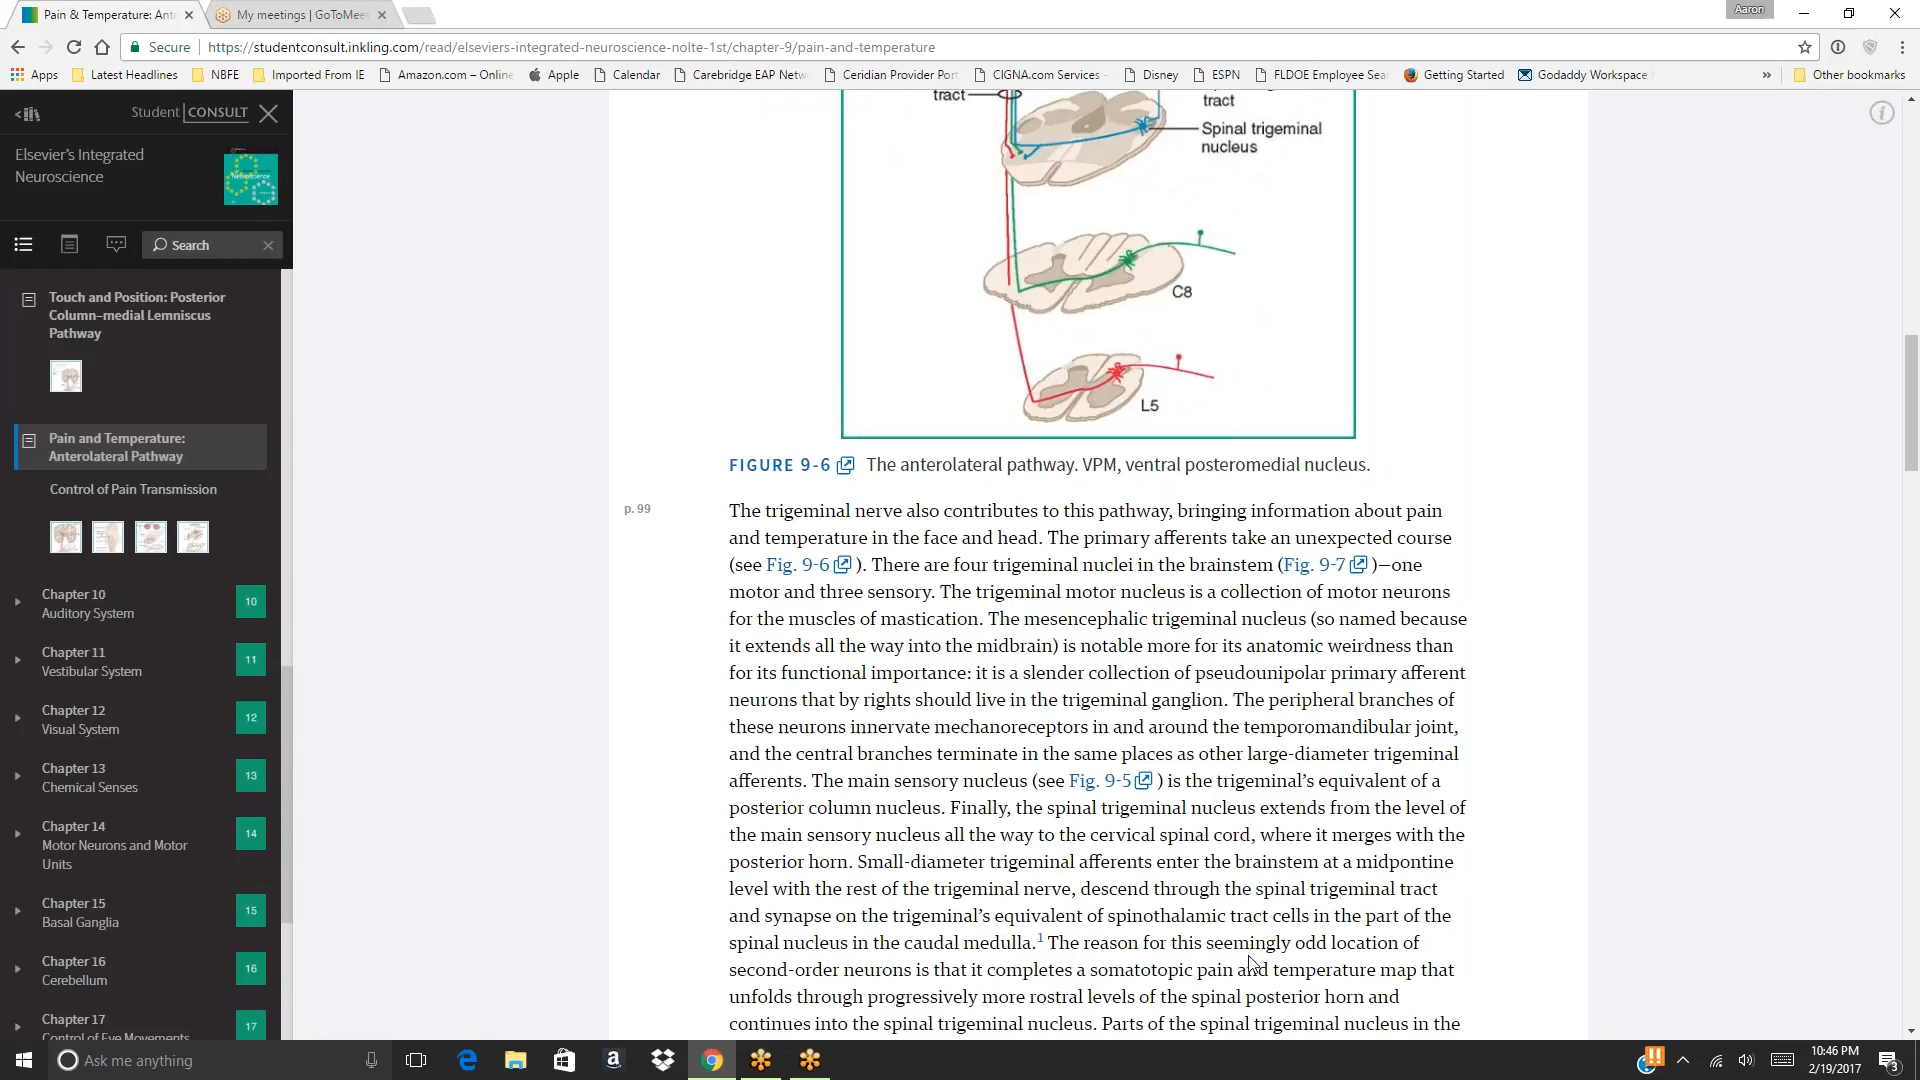 Pain & Temperature: Ant
My meetings | GoToMee
Aaron
Secure
https://studentconsult.inkling.com/read/elseviers-integrated-neuroscience-nolte-1st/chapter-9/pain-and-temperature
Apps
Latest Headlines
NBFE
Imported From IE
Amazon.com – Online
Apple
Calendar
Carebridge EAP Netw
Ceridian Provider Por
CIGNA.com Services -
Disney
ESPN
FLDOE Employee Sea
Getting Started
Godaddy Workspace
»
Other bookmarks
Student CONSULT
Elsevier's Integrated
Neuroscience
Search
Touch and Position: Posterior
Column–medial Lemniscus
Pathway
Pain and Temperature:
Anterolateral Pathway
Control of Pain Transmission
Chapter 10
Auditory System
10
Chapter 11
Vestibular System
11
Chapter 12
Visual System
12
Chapter 13
Chemical Senses
13
Chapter 14
Motor Neurons and Motor
Units
14
Chapter 15
Basal Ganglia
15
Chapter 16
Cerebellum
16
Chapter 17
Control of Eye Movements
17
tract
tract
Spinal trigeminal
nucleus
C8
L5
FIGURE 9-6 The anterolateral pathway. VPM, ventral posteromedial nucleus.
p. 99
The trigeminal nerve also contributes to this pathway, bringing information about pain
and temperature in the face and head. The primary afferents take an unexpected course
(see Fig. 9-6 ). There are four trigeminal nuclei in the brainstem (Fig. 9-7 )—one
motor and three sensory. The trigeminal motor nucleus is a collection of motor neurons
for the muscles of mastication. The mesencephalic trigeminal nucleus (so named because
it extends all the way into the midbrain) is notable more for its anatomic weirdness than
for its functional importance: it is a slender collection of pseudounipolar primary afferent
neurons that by rights should live in the trigeminal ganglion. The peripheral branches of
these neurons innervate mechanoreceptors in and around the temporomandibular joint,
and the central branches terminate in the same places as other large-diameter trigeminal
afferents. The main sensory nucleus (see Fig. 9-5 ) is the trigeminal's equivalent of a
posterior column nucleus. Finally, the spinal trigeminal nucleus extends from the level of
the main sensory nucleus all the way to the cervical spinal cord, where it merges with the
posterior horn. Small-diameter trigeminal afferents enter the brainstem at a midpontine
level with the rest of the trigeminal nerve, descend through the spinal trigeminal tract
and synapse on the trigeminal's equivalent of spinothalamic tract cells in the part of the
spinal nucleus in the caudal medulla.1 The reason for this seemingly odd location of
second-order neurons is that it completes a somatotopic pain and temperature map that
unfolds through progressively more rostral levels of the spinal posterior horn and
continues into the spinal trigeminal nucleus. Parts of the spinal trigeminal nucleus in the
Ask me anything
10:46 PM
2/19/2017
3